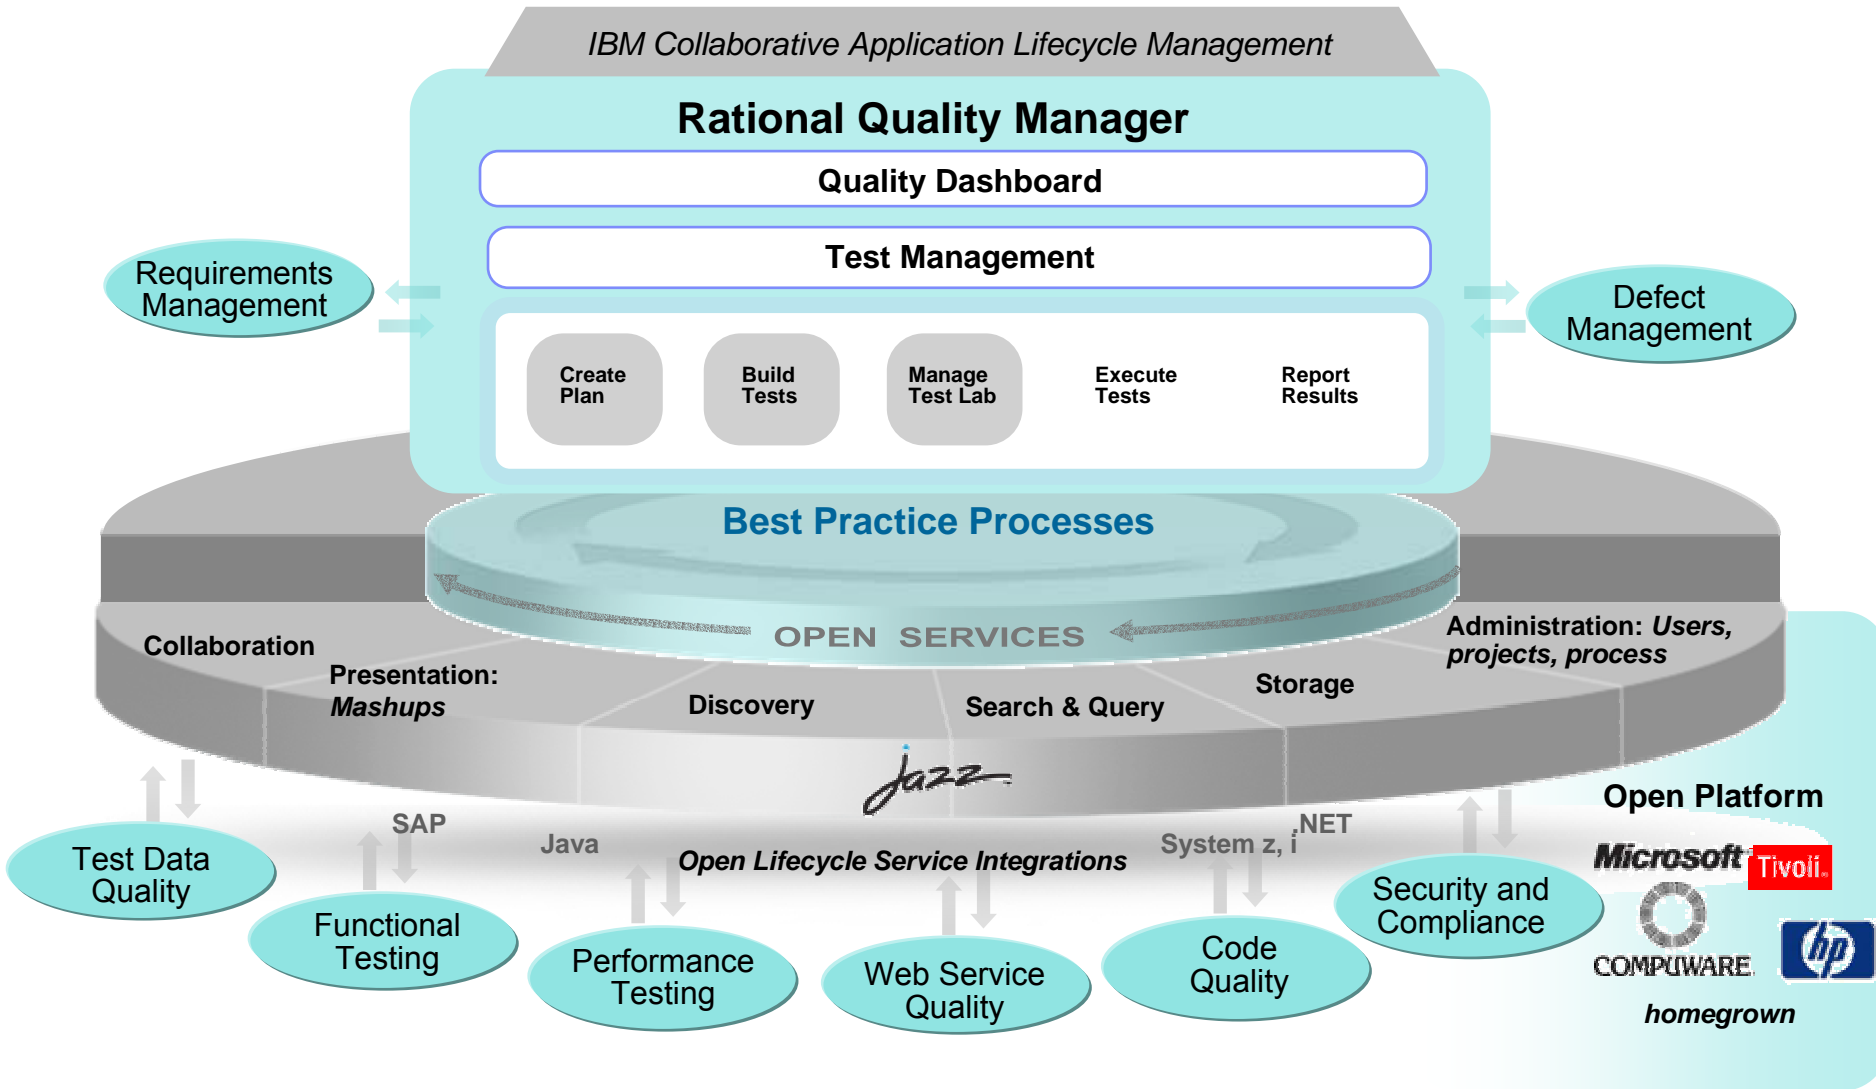 IBM Collaborative Application Lifecycle Management
Rational Quality Manager
Quality Dashboard
Test Management
Requirements
Management
Defect
Management
Create
Plan
Build
Tests
Manage
Test Lab
Execute
Tests
Report
Results
Best Practice Processes
OPEN SERVICES
Collaboration
Presentation:
Mashups
Discovery
Search & Query
Storage
Administration: Users,
projects, process
jazz
SAP
Java
Open Lifecycle Service Integrations
System z, i
.NET
Test Data
Quality
Functional
Testing
Performance
Testing
Web Service
Quality
Code
Quality
Security and
Compliance
Open Platform
Microsoft
Tivoli.
COMPUWARE.
hp
homegrown